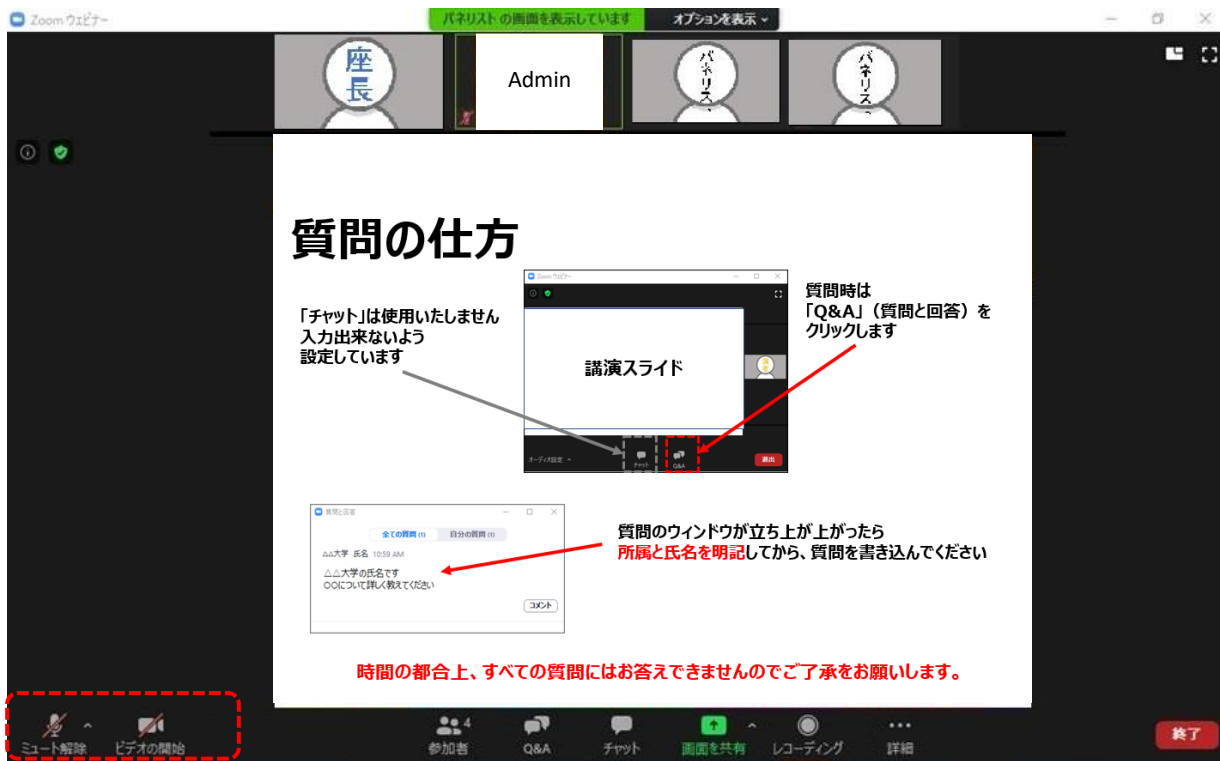 Zoom ウェビナー
パネリスト の画面を表示しています
オプションを表示
座長
Admin
パネリス
パネリス
質問の仕方
「チャット」は使用いたしません
入力出来ないよう
設定しています
Zoom ウェビナー
講演スライド
オーディオ設定
チャット
Q&A
退出
質問時は
「Q&A」（質問と回答）を
クリックします
質問と回答
全ての質問 (1)
自分の質問 (1)
△△大学 氏名 10:59 AM
△△大学の氏名です
○○について詳しく教えてください
コメント
質問のウィンドウが立ち上が上がったら
所属と氏名を明記してから、質問を書き込んでください
時間の都合上、すべての質問にはお答えできませんのでご了承をお願いします。
ミュート解除
ビデオの開始
4
参加者
Q&A
チャット
画面を共有
レコーディング
詳細
終了